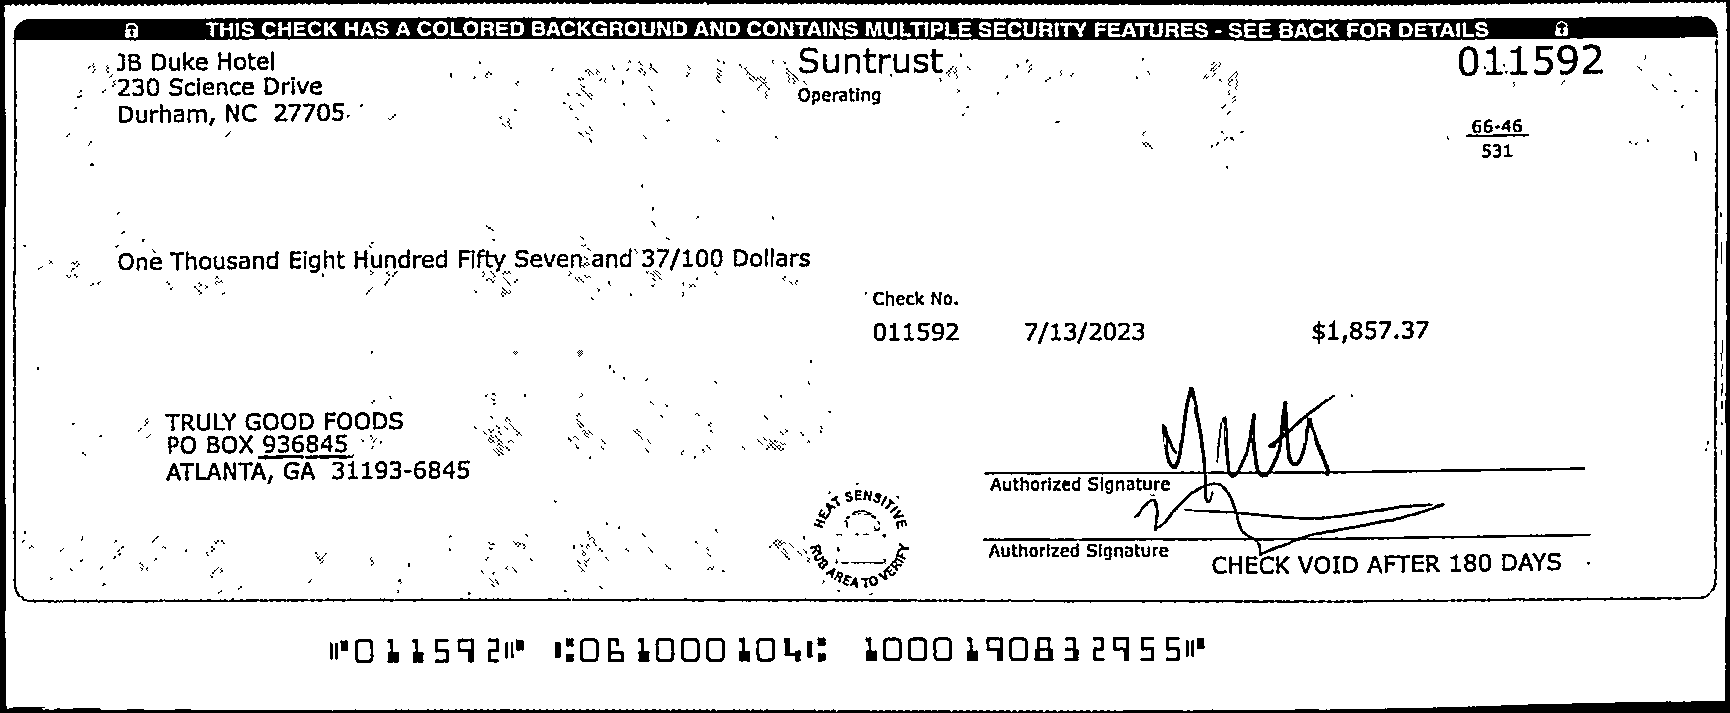 THIS CHECK HAS A COLORED BACKGROUND AND CONTAINS MULTIPLE SECURITY FEATURES - SEE BACK FOR DETAILS
JB Duke Hotel
230 Science Drive
Durham, NC 27705
Suntrust
Operating
011592
66-46
531
One Thousand Eight Hundred Fifty Seven and 37/100 Dollars
Check No.
011592 7/13/2023 $1,857.37
TRULY GOOD FOODS
PO BOX 936845
ATLANTA, GA 31193-6845
Authorized Signature
HEAT SENSITIVE
RUB AREA TO VERIFY
Authorized Signature
CHECK VOID AFTER 180 DAYS
⑈011592⑈ ⑆061000104⑆ 1000190832955⑈